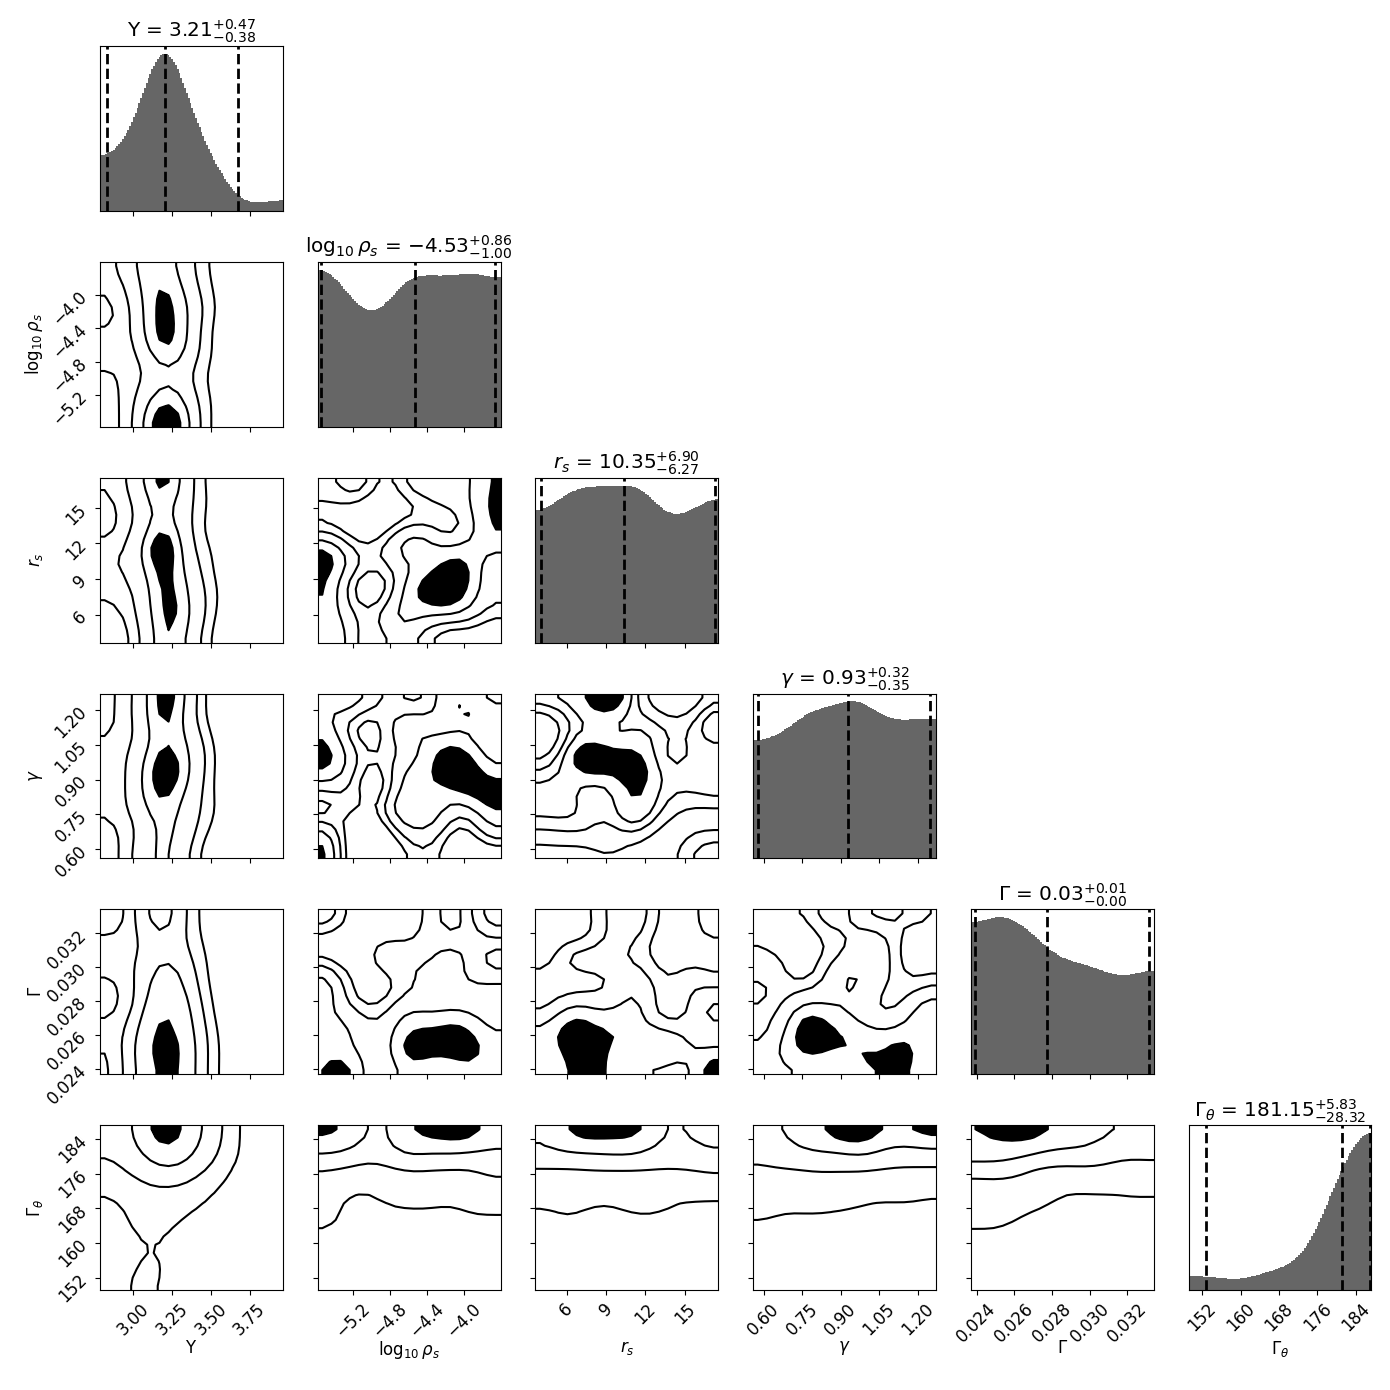 Υ = 3.21^{+0.47}_{−0.38}
log₁₀ ρₛ = −4.53^{+0.86}_{−1.00}
−4.0
−4.4
−4.8
−5.2
log₁₀ ρₛ
rₛ = 10.35^{+6.90}_{−6.27}
15
12
9
6
rₛ
γ = 0.93^{+0.32}_{−0.35}
1.20
1.05
0.90
0.75
0.60
γ
Γ = 0.03^{+0.01}_{−0.00}
0.032
0.030
0.028
0.026
0.024
Γ
Γ_θ = 181.15^{+5.83}_{−28.32}
184
176
168
160
152
Γ_θ
3.00 3.25 3.50 3.75 −5.2 −4.8 −4.4 −4.0 6 9 12 15 0.60 0.75 0.90 1.05 1.20 0.024 0.026 0.028 0.030 0.032 152 160 168 176 184
Υ log₁₀ ρₛ rₛ γ Γ Γ_θ